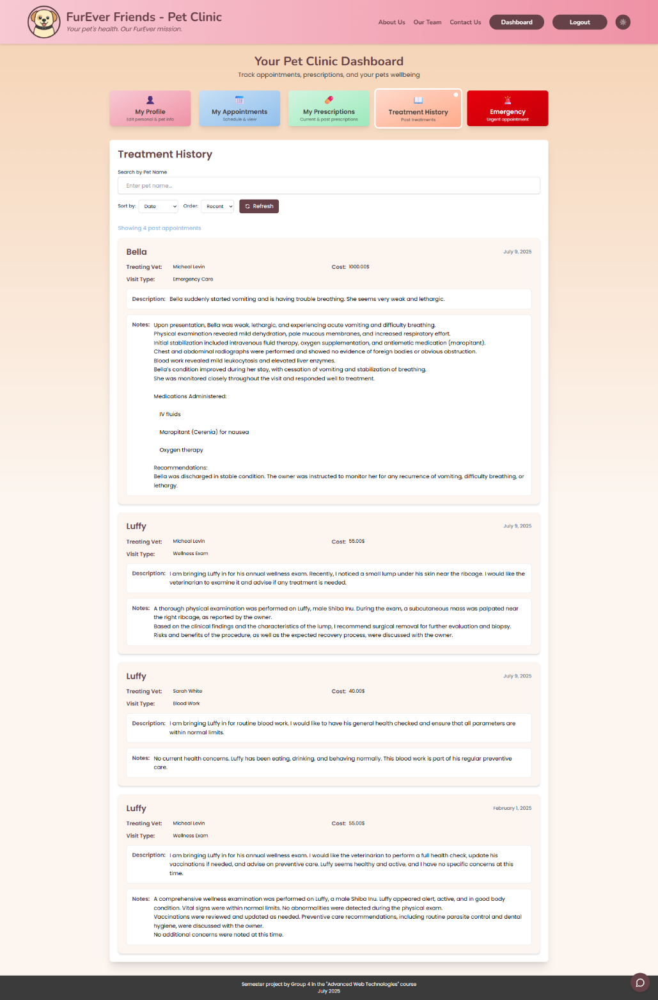 FurEver Friends - Pet Clinic
Your pet's health. Our FurEver mission.
About Us
Our Team
Contact Us
Dashboard
Logout
Your Pet Clinic Dashboard
Track appointments, prescriptions, and your pets wellbeing
My Profile
Edit personal & pet info
My Appointments
Schedule & view
My Prescriptions
Current & past prescriptions
Treatment History
Past treatments
Emergency
Urgent appointment
Treatment History
Search by Pet Name
Enter pet name...
Sort by: Date Order: Recent Refresh
Showing 4 past appointments
Bella July 9, 2025
Treating Vet: Micheal Levin Cost: 1000.00$
Visit Type: Emergency Care
Description: Bella suddenly started vomiting and is having trouble breathing. She seems very weak and lethargic.
Notes: Upon presentation, Bella was weak, lethargic, and experiencing acute vomiting and difficulty breathing.
Physical examination revealed mild dehydration, pale mucous membranes, and increased respiratory effort.
Initial stabilization included intravenous fluid therapy, oxygen supplementation, and antiemetic medication (maropitant).
Chest and abdominal radiographs were performed and showed no evidence of foreign bodies or obvious obstruction.
Blood work revealed mild leukocytosis and elevated liver enzymes.
Bella's condition improved during her stay, with cessation of vomiting and stabilization of breathing.
She was monitored closely throughout the visit and responded well to treatment.
Medications Administered:
IV fluids
Maropitant (Cerenia) for nausea
Oxygen therapy
Recommendations:
Bella was discharged in stable condition. The owner was instructed to monitor her for any recurrence of vomiting, difficulty breathing, or
lethargy.
Luffy July 9, 2025
Treating Vet: Micheal Levin Cost: 55.00$
Visit Type: Wellness Exam
Description: I am bringing Luffy in for his annual wellness exam. Recently, I noticed a small lump under his skin near the ribcage. I would like the
veterinarian to examine it and advise if any treatment is needed.
Notes: A thorough physical examination was performed on Luffy, male Shiba Inu. During the exam, a subcutaneous mass was palpated near
the right ribcage, as reported by the owner.
Based on the clinical findings and the characteristics of the lump, I recommend surgical removal for further evaluation and biopsy.
Risks and benefits of the procedure, as well as the expected recovery process, were discussed with the owner.
Luffy July 9, 2025
Treating Vet: Sarah White Cost: 40.00$
Visit Type: Blood Work
Description: I am bringing Luffy in for routine blood work. I would like to have his general health checked and ensure that all parameters are
within normal limits.
Notes: No current health concerns. Luffy has been eating, drinking, and behaving normally. This blood work is part of his regular preventive
care.
Luffy February 1, 2025
Treating Vet: Micheal Levin Cost: 55.00$
Visit Type: Wellness Exam
Description: I am bringing Luffy in for his annual wellness exam. I would like the veterinarian to perform a full health check, update his
vaccinations if needed, and advise on preventive care. Luffy seems healthy and active, and I have no specific concerns at this
time.
Notes: A comprehensive wellness examination was performed on Luffy, a male Shiba Inu. Luffy appeared alert, active, and in good body
condition. Vital signs were within normal limits. No abnormalities were detected during the physical exam.
Vaccinations were reviewed and updated as needed. Preventive care recommendations, including routine parasite control and dental
hygiene, were discussed with the owner.
No additional concerns were noted at this time.
Semester project by Group 4 in the "Advanced Web Technologies" course
July 2025